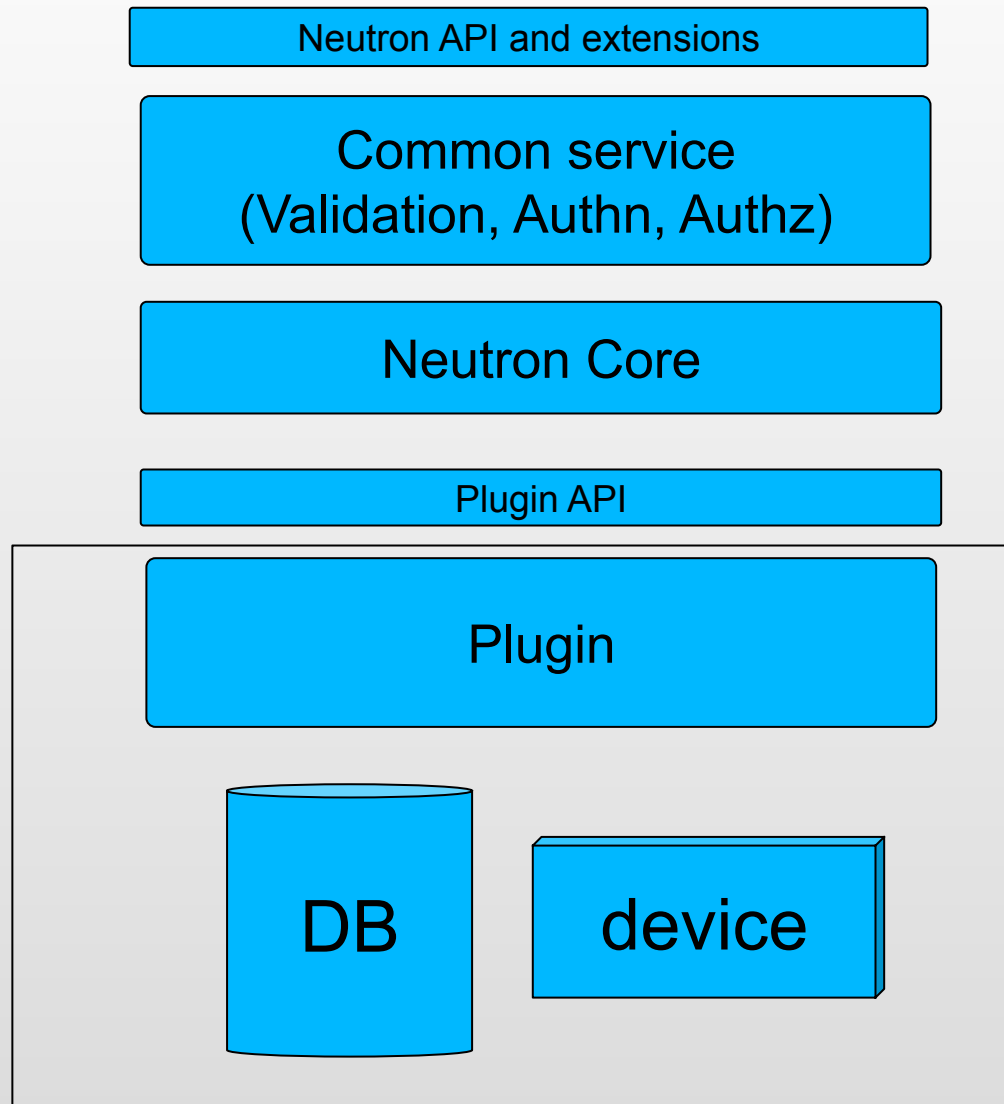 Neutron API and extensions
Common service
(Validation, Authn, Authz)
Neutron Core
Plugin API
Plugin
DB
device